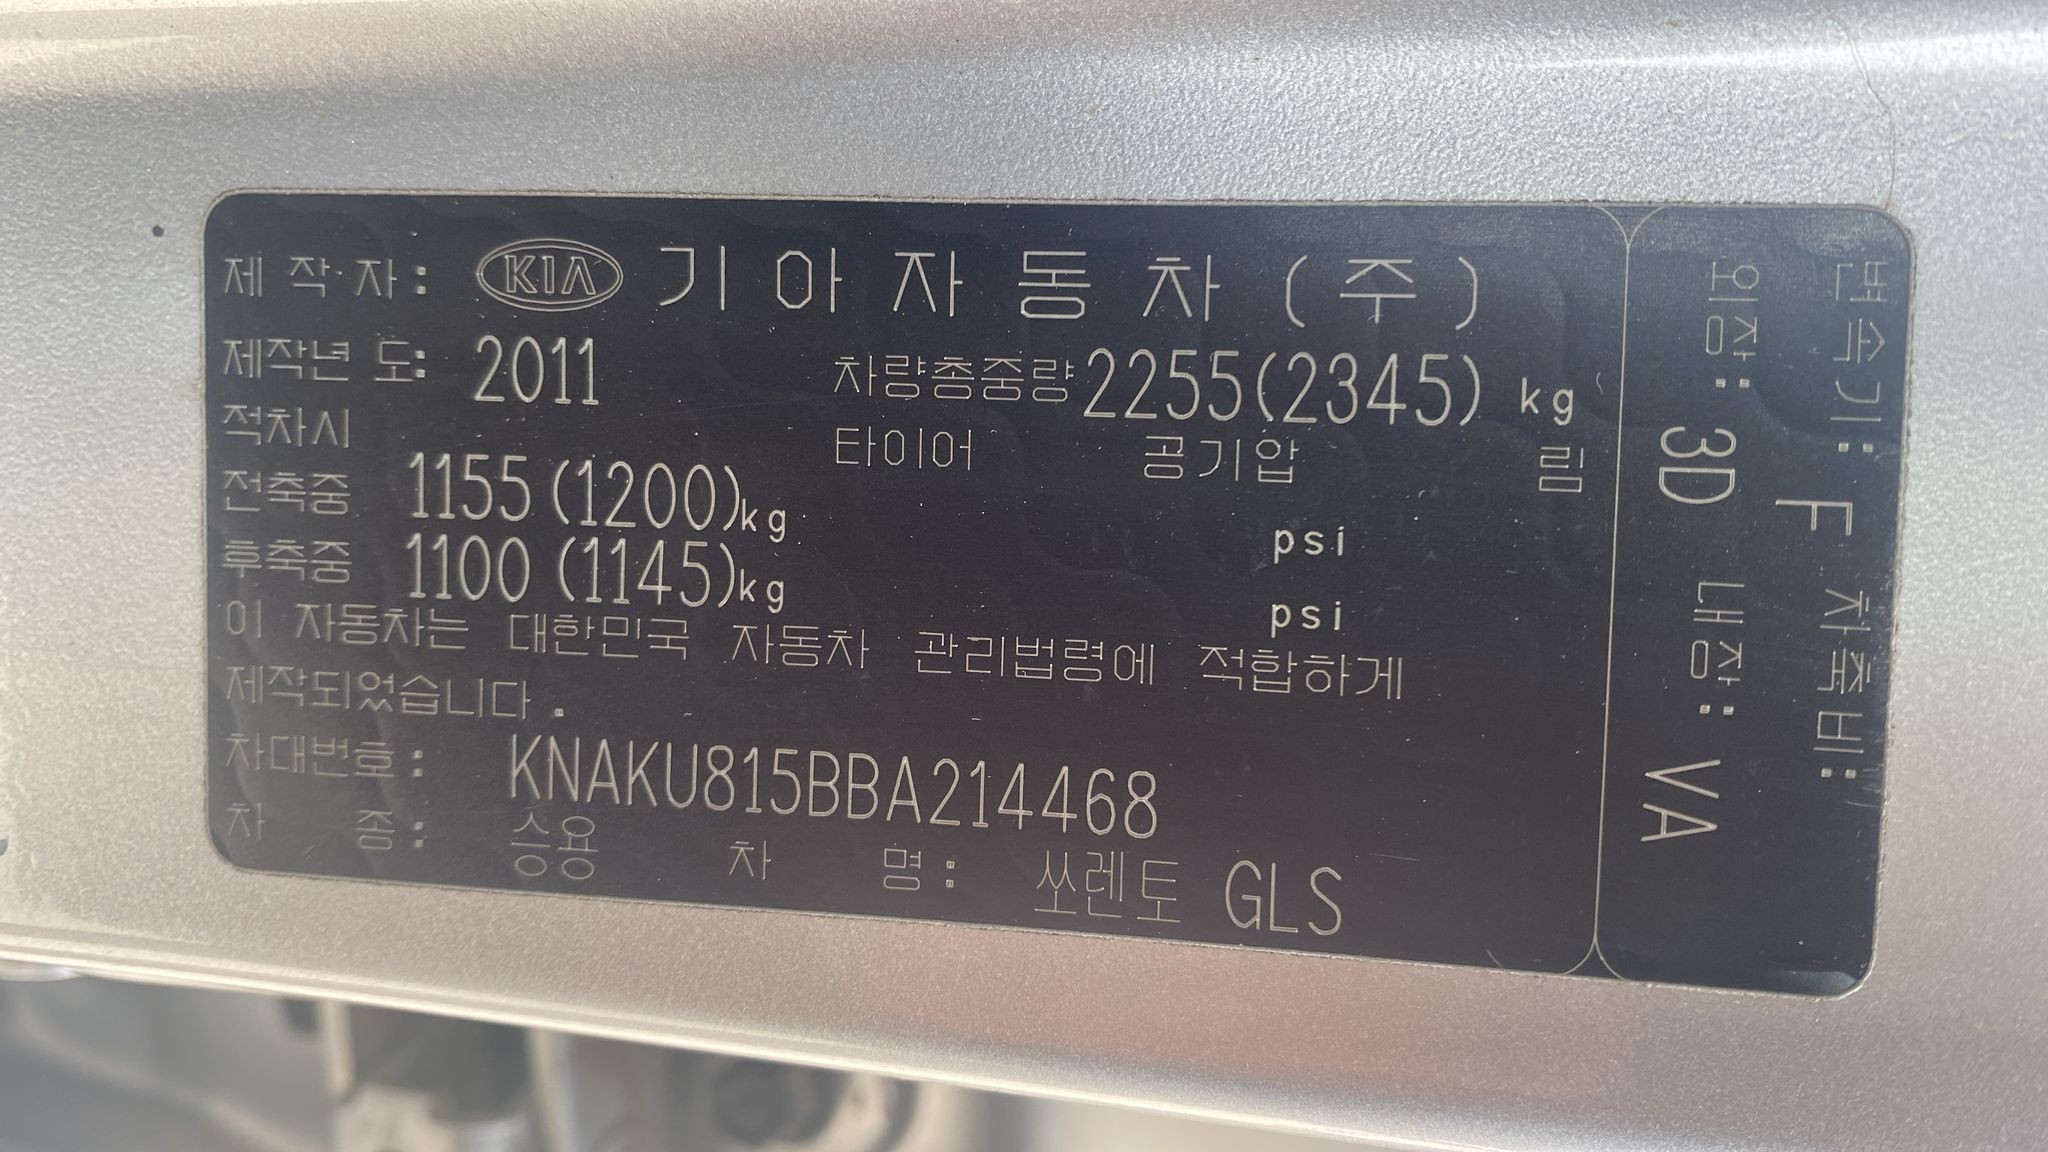 제 작 자 : KIA 기 아 자 동 차 ( 주 )
제작년 도: 2011 차량총중량 2255(2345) kg
적차시 타이어 공기압 림
전축중 1155 (1200)kg psi
후축중 1100 (1145)kg psi
이 자동차는 대한민국 자동차 관리법령에 적합하게
제작되었습니다 .
차대번호 : KNAKU815BBA214468
차 종 : 승용 차 명 : 쏘렌토 GLS
변속기: F 차축비:
외장: 3D 내장: VA